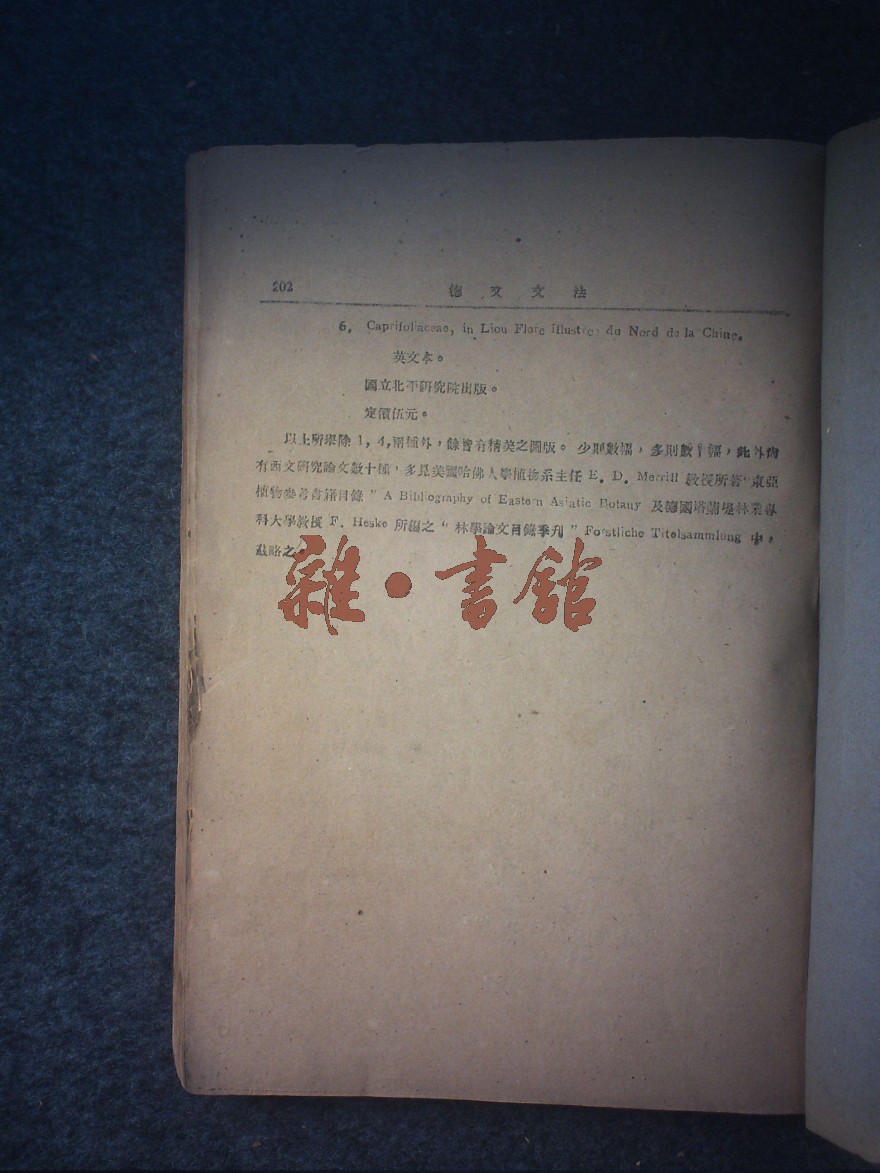 202
德文文法
6. Caprifoliaceae, in Liou Flore Illustree du Nord de la Chine.
英文本。
國立北平研究院出版。
定價伍元。
以上所舉除1,4,兩種外,餘皆有精美之圖版。少則數幅,多則數十幅,此外尚
有西文研究論文數十種,多見美國哈佛大學植物系主任 E. D. Merrill 教授所著"東亞
植物參考書籍目錄" A Bibliography of Eastern Asiatic Botany 及德國塔蘭堤林業專
科大學教授 F. Heske 所編之"林學論文目錄季刊" Forstliche Titelsammlung 中,
茲略之。
雜·書館